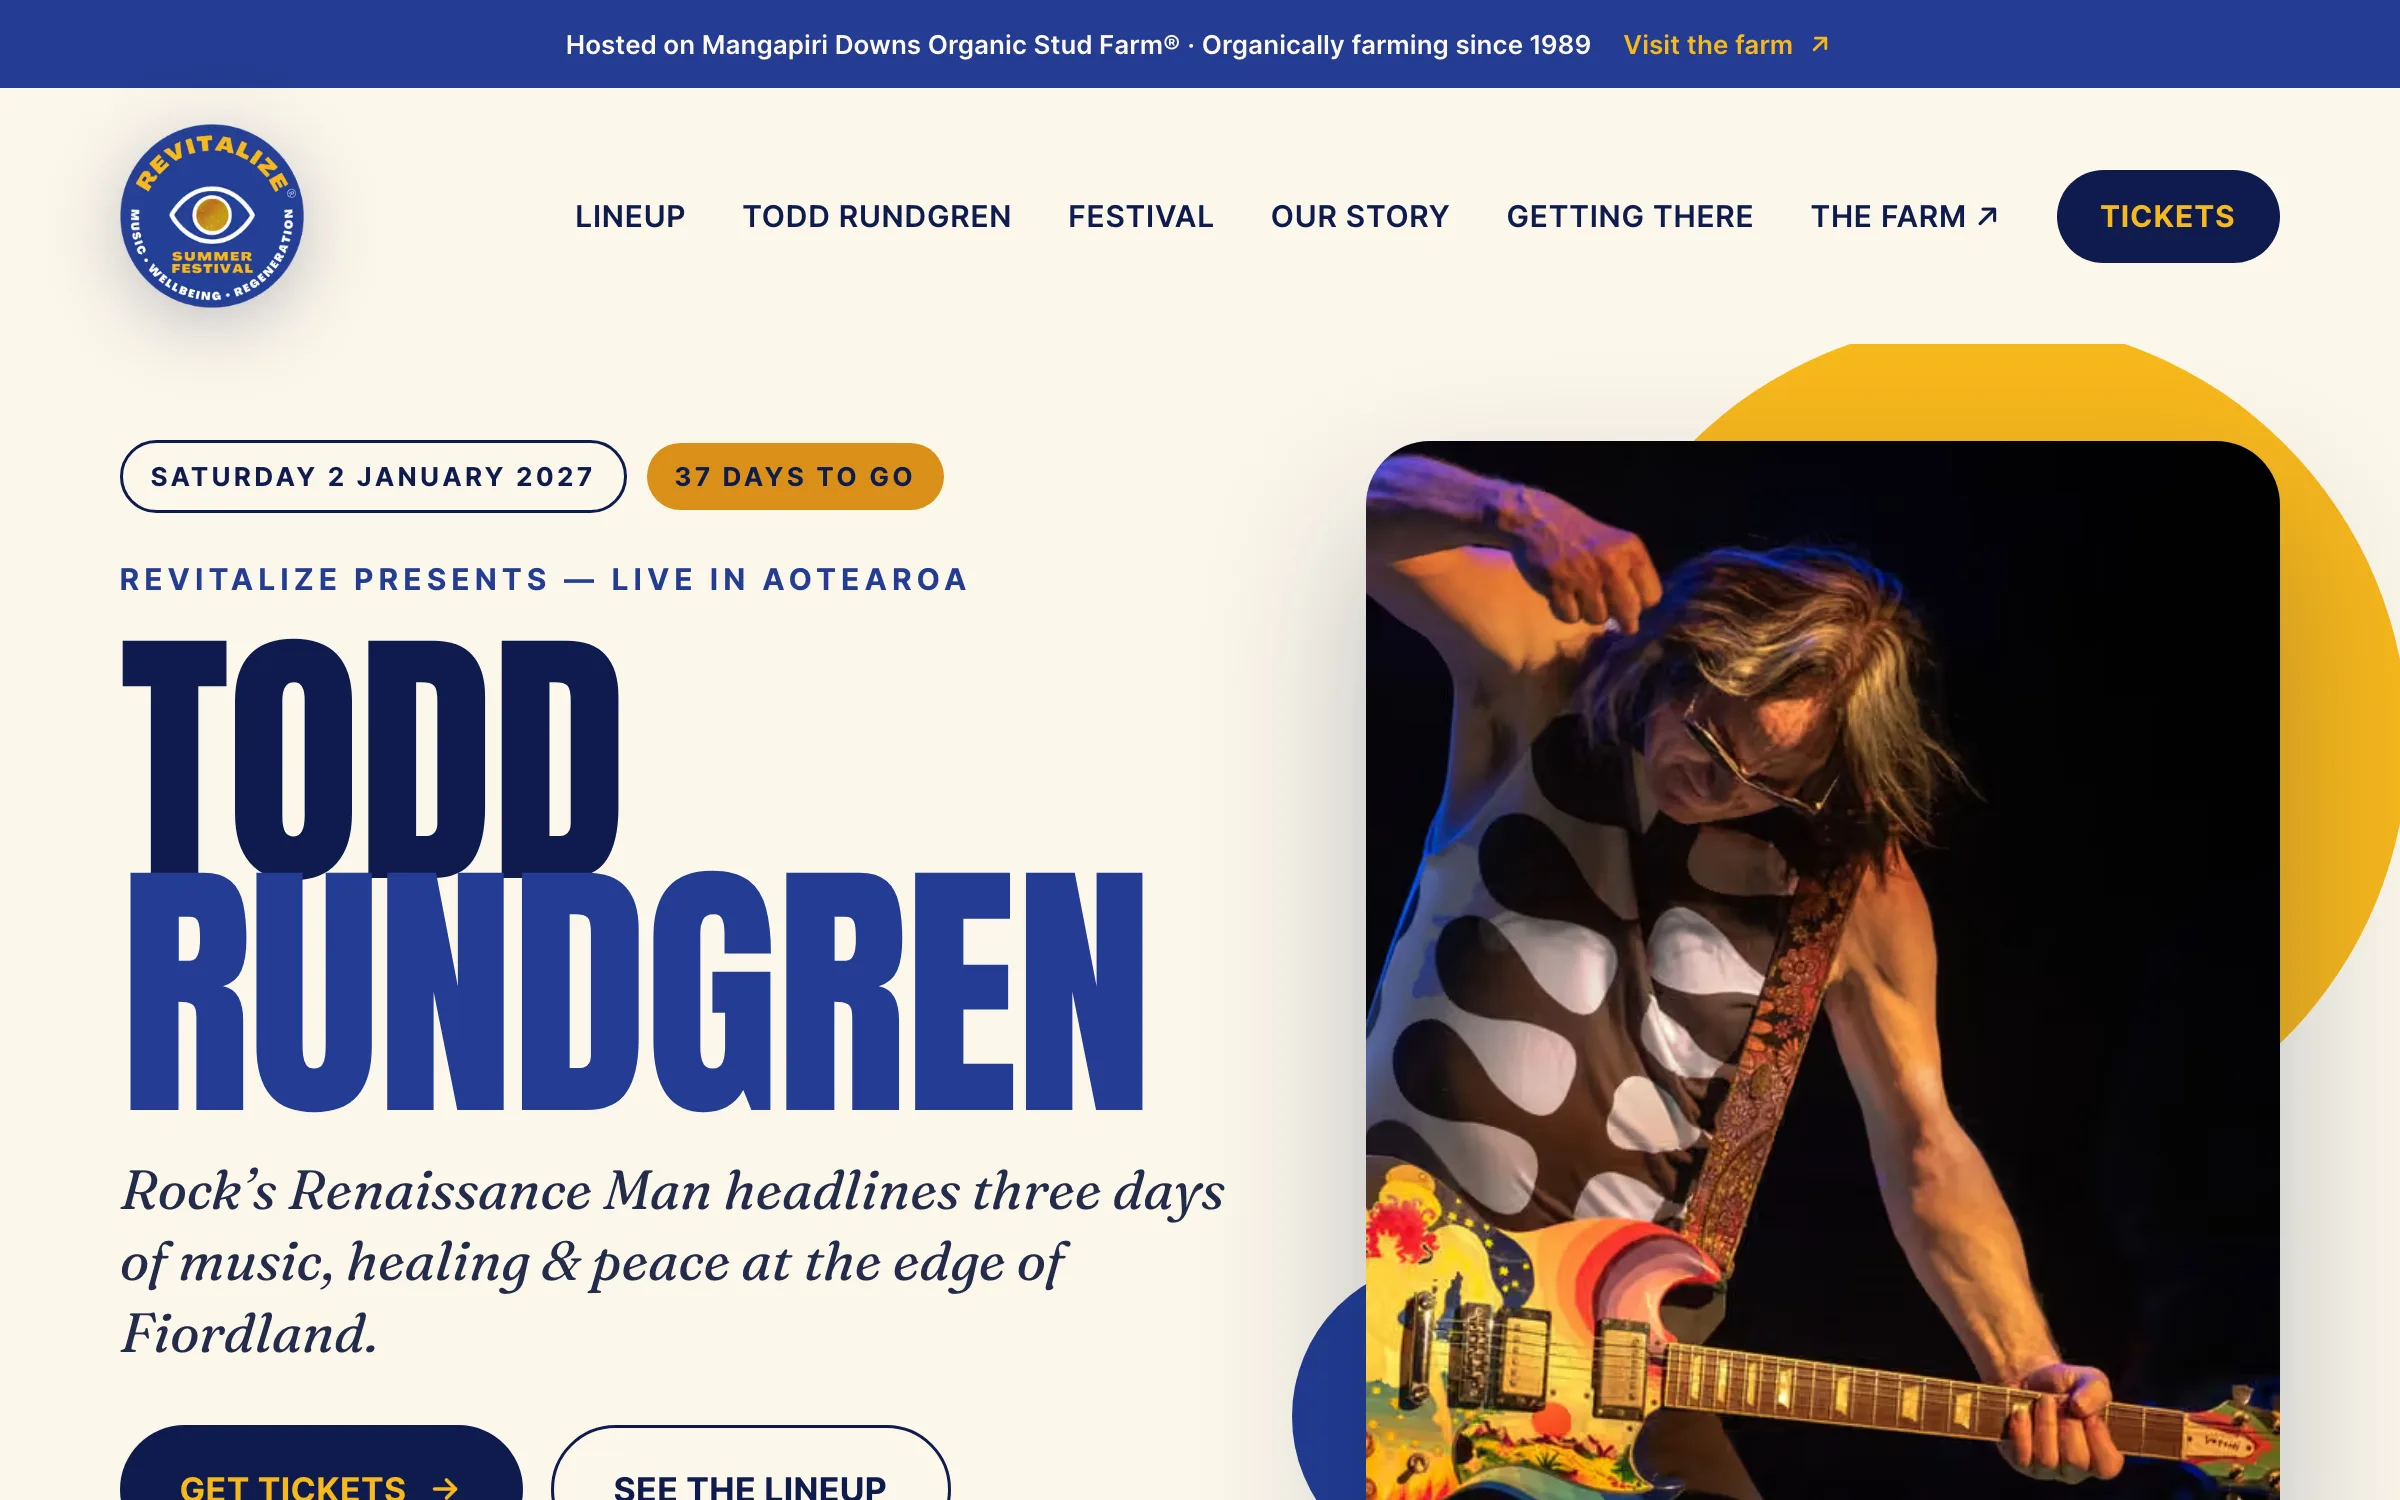 Hosted on Mangapiri Downs Organic Stud Farm® · Organically farming since 1989 Visit the farm ↗
REVITALIZE®
SUMMER
FESTIVAL
MUSIC • WELLBEING • REGENERATION
LINEUP TODD RUNDGREN FESTIVAL OUR STORY GETTING THERE THE FARM ↗ TICKETS
SATURDAY 2 JANUARY 2027 37 DAYS TO GO
REVITALIZE PRESENTS — LIVE IN AOTEAROA
TODD
RUNDGREN
Rock’s Renaissance Man headlines three days
of music, healing & peace at the edge of
Fiordland.
GET TICKETS → SEE THE LINEUP